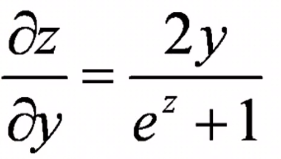 ∂z/∂y = 2y/(e^z + 1)